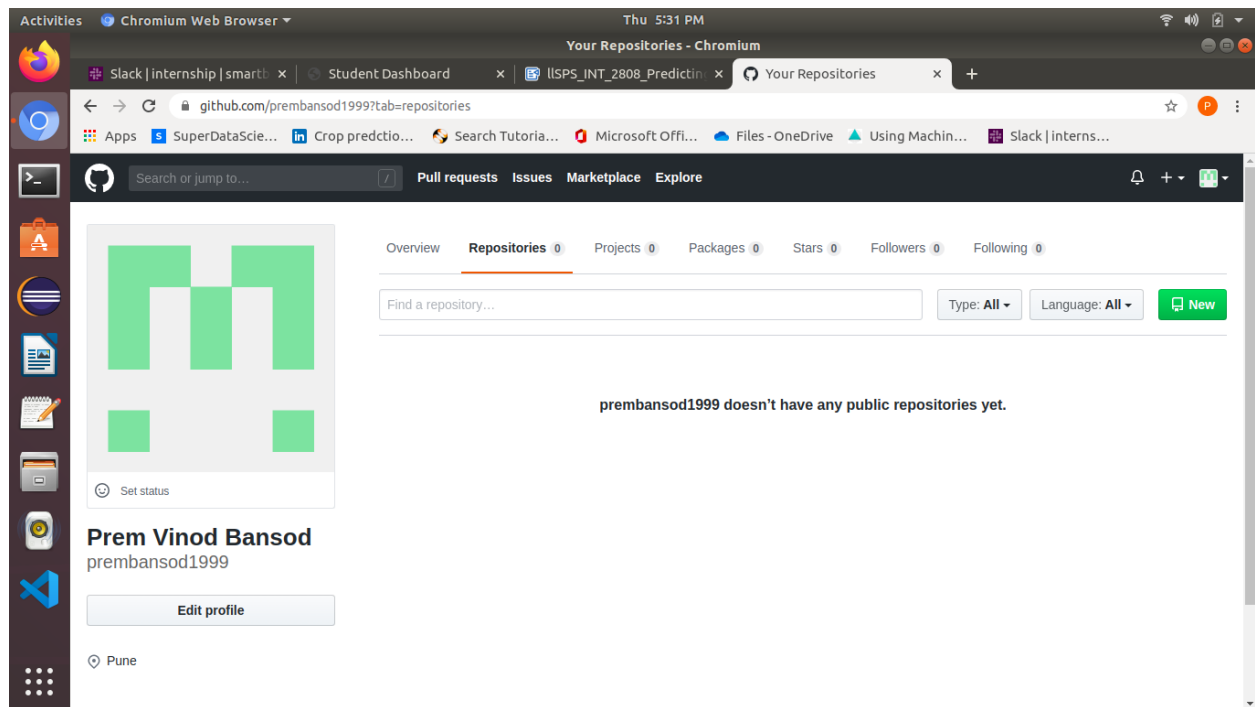 Activities Chromium Web Browser Thu 5:31 PM
Your Repositories - Chromium
Slack | internship | smartb Student Dashboard llSPS_INT_2808_Predicting Your Repositories
github.com/prembansod1999?tab=repositories P
Apps S SuperDataScie... in Crop predctio... Search Tutoria... Microsoft Offi... Files - OneDrive Using Machin... Slack | interns...
Search or jump to... / Pull requests Issues Marketplace Explore
Overview Repositories 0 Projects 0 Packages 0 Stars 0 Followers 0 Following 0
Find a repository… Type: All Language: All New
prembansod1999 doesn’t have any public repositories yet.
Set status
Prem Vinod Bansod
prembansod1999
Edit profile
Pune